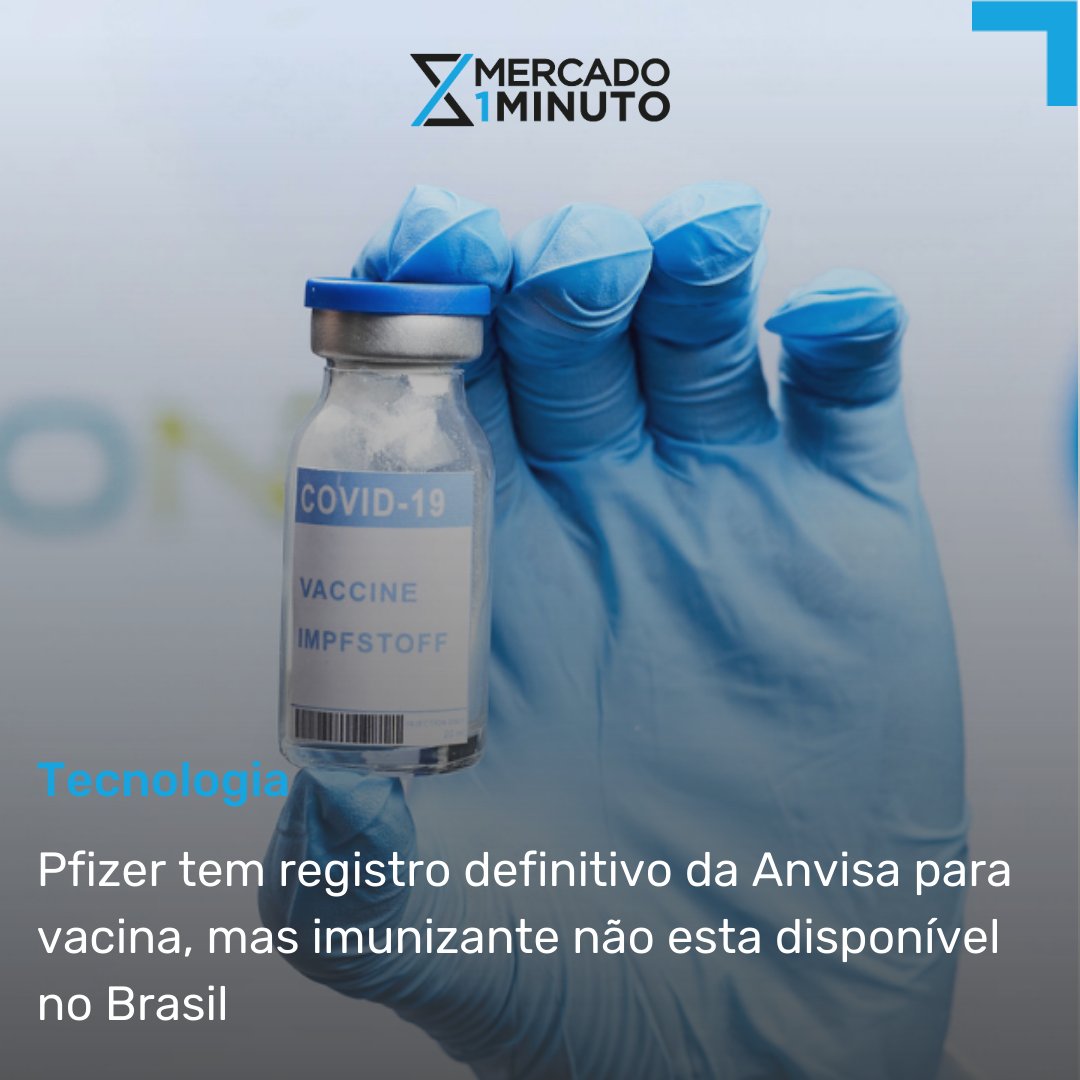 MERCADO
1MINUTO
ON
COVID-19
VACCINE
IMPFSTOFF
Tecnologia
Pfizer tem registro definitivo da Anvisa para
vacina, mas imunizante não esta disponível
no Brasil